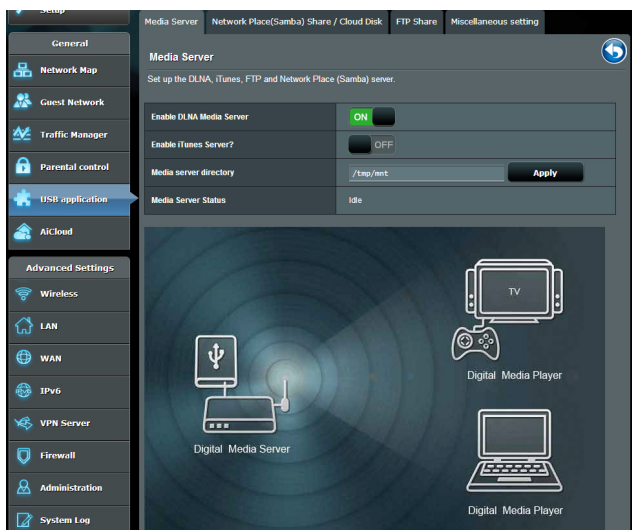 Setup
General
Network Map
Guest Network
Traffic Manager
Parental control
USB application
AiCloud
Advanced Settings
Wireless
LAN
WAN
IPv6
VPN Server
Firewall
Administration
System Log
Media Server
Network Place(Samba) Share / Cloud Disk
FTP Share
Miscellaneous setting
Media Server
Set up the DLNA, iTunes, FTP and Network Place (Samba) server.
Enable DLNA Media Server
ON
Enable iTunes Server?
OFF
Media server directory
/tmp/mnt
Apply
Media Server Status
Idle
TV
Digital Media Player
Digital Media Server
Digital Media Player